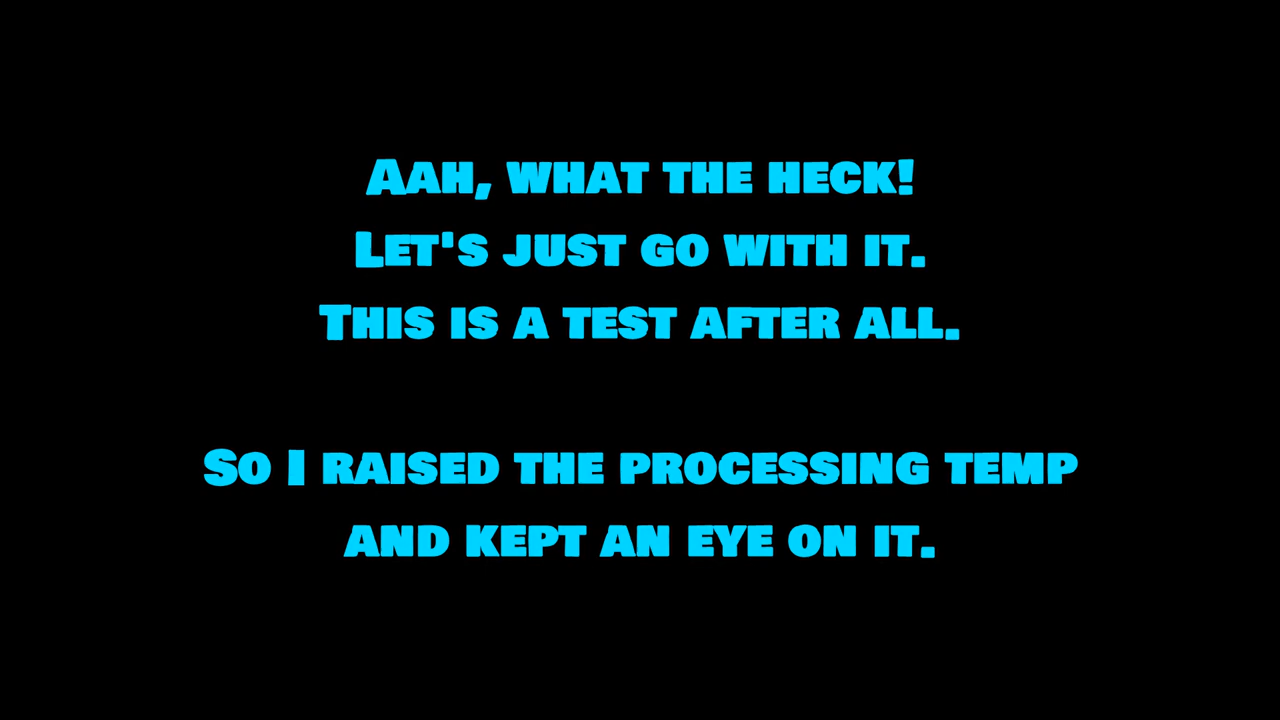 Aah, what the heck!
Let's just go with it.
This is a test after all.
So I raised the processing temp
and kept an eye on it.